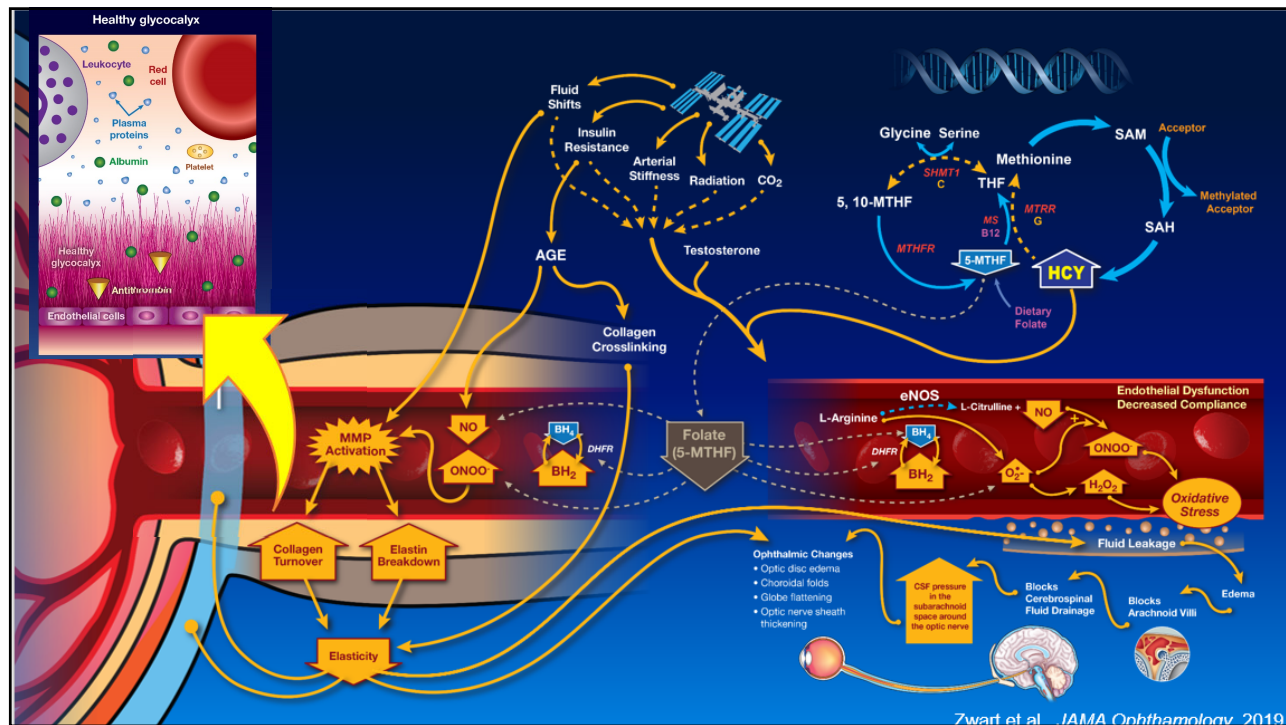 Healthy glycocalyx
Leukocyte
Red
cell
Plasma
proteins
Albumin
Platelet
Healthy
glycocalyx
Antithrombin
Endothelial cells
Fluid
Shifts
Insulin
Resistance
Arterial
Stiffness
Radiation
CO2
AGE
Testosterone
Collagen
Crosslinking
Glycine
Serine
SHMT1
C
5, 10-MTHF
MTHFR
THF
MS
B12
5-MTHF
Methionine
MTRR
G
HCY
Dietary
Folate
SAM
Acceptor
Methylated
Acceptor
SAH
MMP
Activation
NO
ONOO-
BH4
DHFR
BH2
Folate
(5-MTHF)
Collagen
Turnover
Elastin
Breakdown
Elasticity
Endothelial Dysfunction
Decreased Compliance
eNOS
L-Arginine
L-Citrulline +
NO
+
BH4
DHFR
BH2
O2•-
ONOO-
H2O2
Oxidative
Stress
Fluid Leakage
Edema
Blocks
Arachnoid Villi
Blocks
Cerebrospinal
Fluid Drainage
CSF pressure
in the
subarachnoid
space around
the optic nerve
Ophthalmic Changes
• Optic disc edema
• Choroidal folds
• Globe flattening
• Optic nerve sheath
thickening
Zwart et al., JAMA Ophthamology, 2019